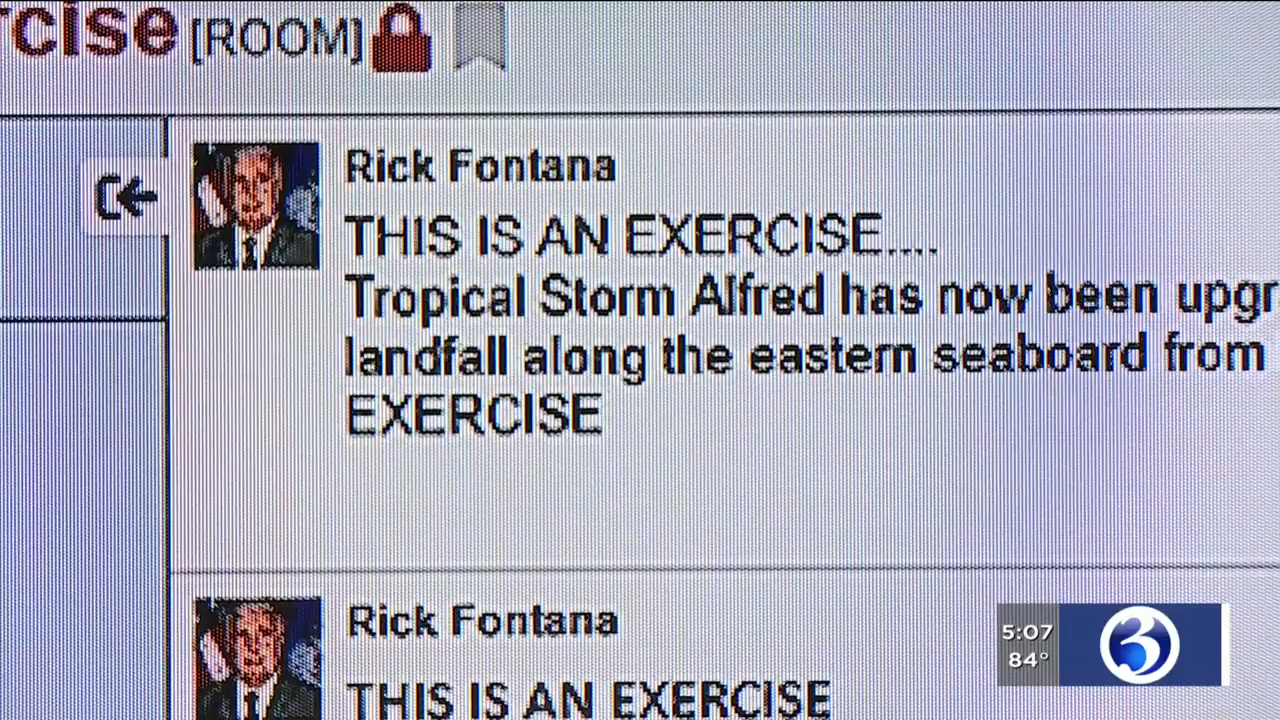 rcise [ROOM]
Rick Fontana
THIS IS AN EXERCISE....
Tropical Storm Alfred has now been upgr
landfall along the eastern seaboard from
EXERCISE
Rick Fontana
THIS IS AN EXERCISE
5:07
84°
3